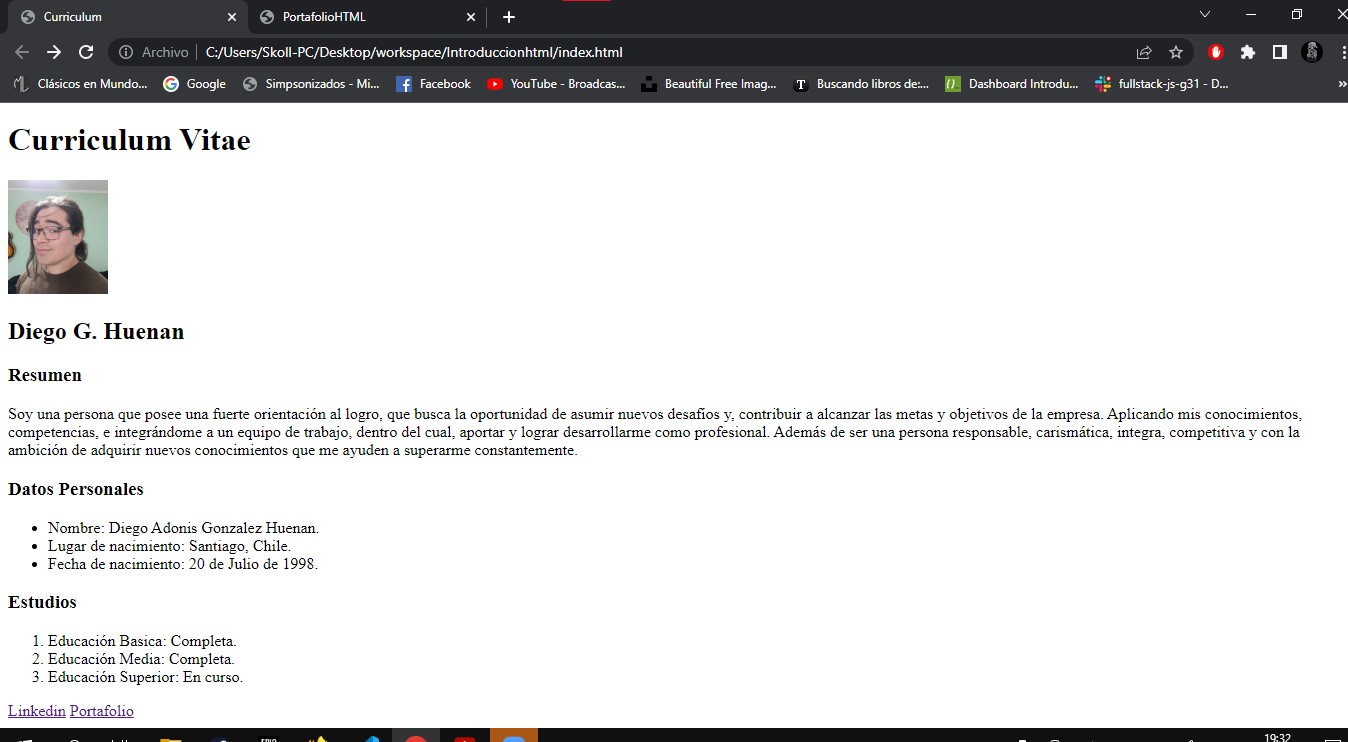 Curriculum
PortafolioHTML
Archivo
C:/Users/Skoll-PC/Desktop/workspace/Introduccionhtml/index.html
Clásicos en Mundo...
Google
Simpsonizados - Mi...
Facebook
YouTube - Broadcas...
Beautiful Free Imag...
Buscando libros de:...
Dashboard Introdu...
fullstack-js-g31 - D...
Curriculum Vitae
Diego G. Huenan
Resumen
Soy una persona que posee una fuerte orientación al logro, que busca la oportunidad de asumir nuevos desafíos y, contribuir a alcanzar las metas y objetivos de la empresa. Aplicando mis conocimientos,
competencias, e integrándome a un equipo de trabajo, dentro del cual, aportar y lograr desarrollarme como profesional. Además de ser una persona responsable, carismática, integra, competitiva y con la
ambición de adquirir nuevos conocimientos que me ayuden a superarme constantemente.
Datos Personales
• Nombre: Diego Adonis Gonzalez Huenan.
• Lugar de nacimiento: Santiago, Chile.
• Fecha de nacimiento: 20 de Julio de 1998.
Estudios
1. Educación Basica: Completa.
2. Educación Media: Completa.
3. Educación Superior: En curso.
Linkedin Portafolio
19:32